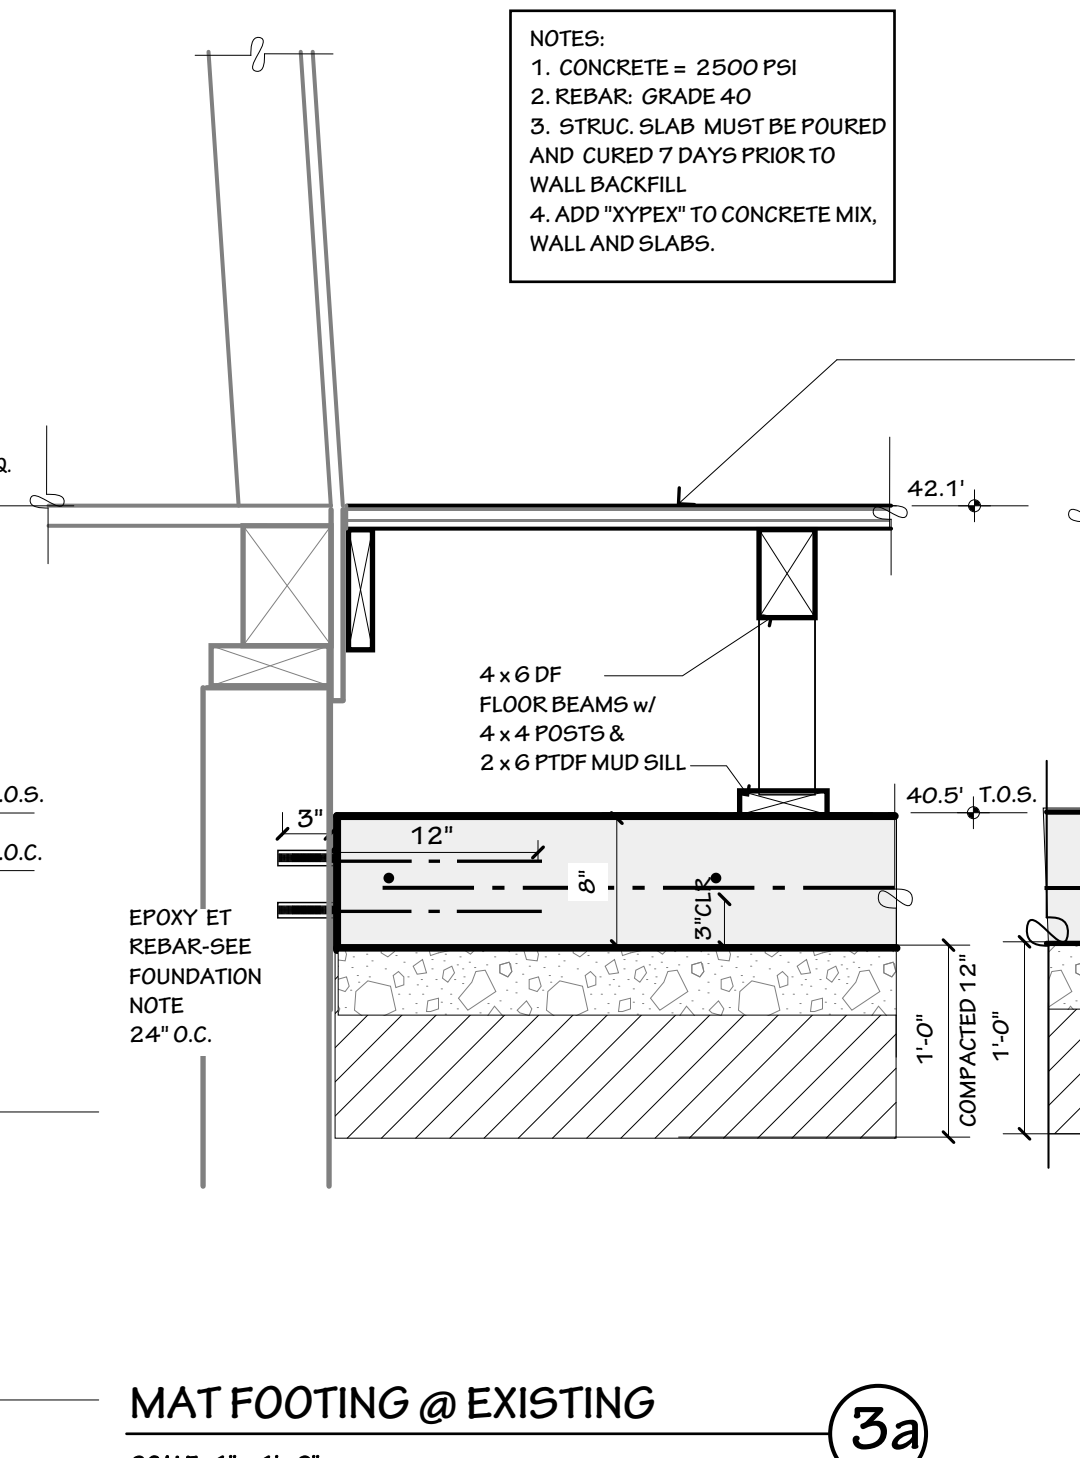 NOTES:
1. CONCRETE = 2500 PSI
2. REBAR: GRADE 40
3. STRUC. SLAB MUST BE POURED
AND CURED 7 DAYS PRIOR TO
WALL BACKFILL
4. ADD "XYPEX" TO CONCRETE MIX,
WALL AND SLABS.
42.1'
4 x 6 DF
FLOOR BEAMS w/
4 x 4 POSTS &
2 x 6 PTDF MUD SILL
.O.S.
.O.C.
40.5' T.O.S.
3"
12"
8"
3"CLR
EPOXY ET
REBAR-SEE
FOUNDATION
NOTE
24" O.C.
1'-0"
COMPACTED 12"
1'-0"
MAT FOOTING @ EXISTING
3a